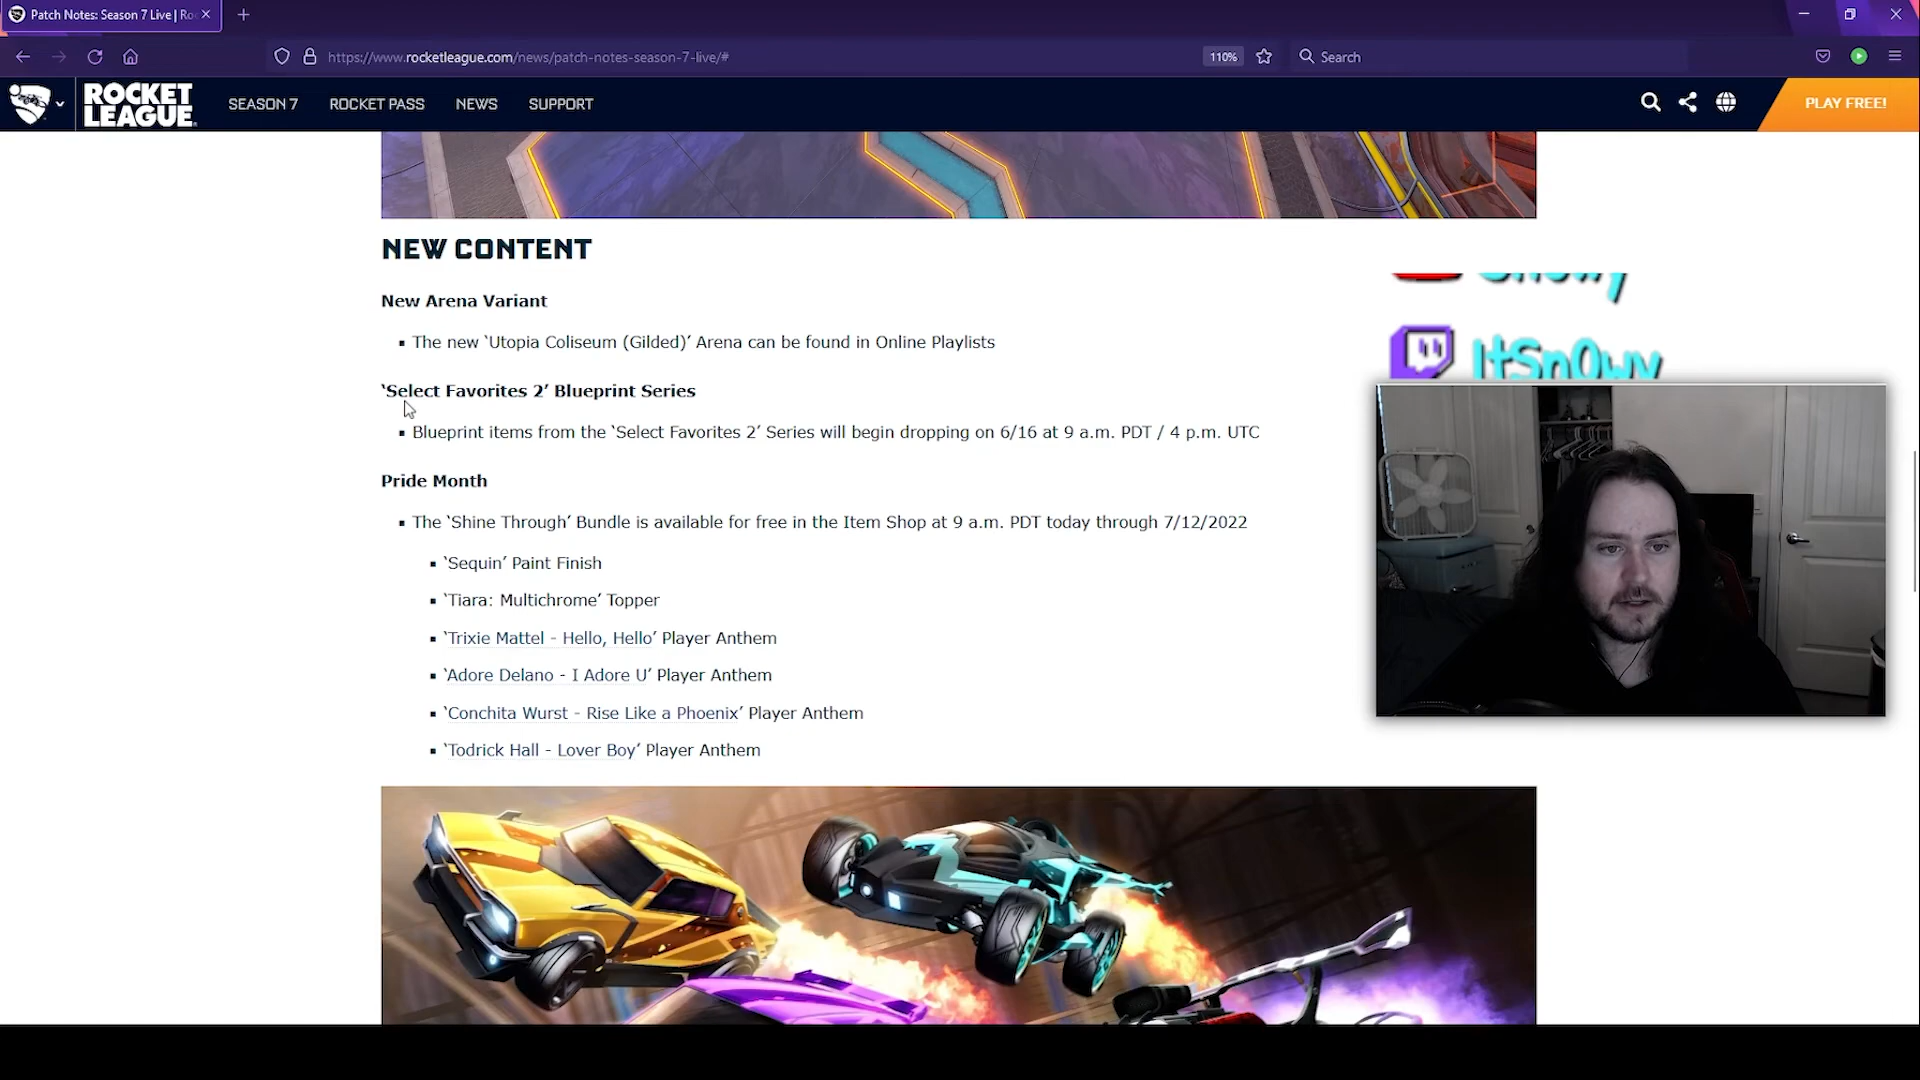 Patch Notes: Season 7 Live | Ro
https://www.rocketleague.com/news/patch-notes-season-7-live/#
110%
Search
ROCKET LEAGUE
SEASON 7
ROCKET PASS
NEWS
SUPPORT
PLAY FREE!
NEW CONTENT
New Arena Variant
▪ The new ‘Utopia Coliseum (Gilded)’ Arena can be found in Online Playlists
ItSn0wy
‘Select Favorites 2’ Blueprint Series
▪ Blueprint items from the ‘Select Favorites 2’ Series will begin dropping on 6/16 at 9 a.m. PDT / 4 p.m. UTC
Pride Month
▪ The ‘Shine Through’ Bundle is available for free in the Item Shop at 9 a.m. PDT today through 7/12/2022
▪ ‘Sequin’ Paint Finish
▪ ‘Tiara: Multichrome’ Topper
▪ ‘Trixie Mattel - Hello, Hello’ Player Anthem
▪ ‘Adore Delano - I Adore U’ Player Anthem
▪ ‘Conchita Wurst - Rise Like a Phoenix’ Player Anthem
▪ ‘Todrick Hall - Lover Boy’ Player Anthem